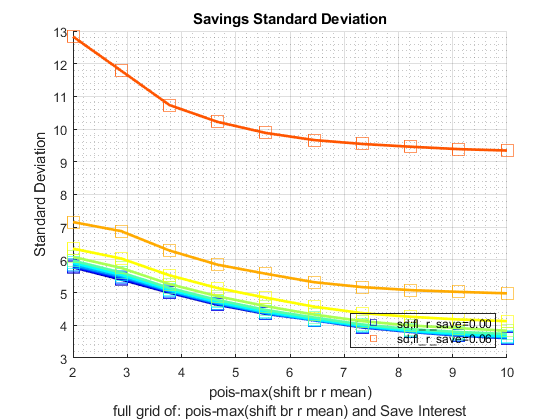 Savings Standard Deviation
Standard Deviation
13
12
11
10
9
8
7
6
5
4
3
sd;fl_r_save=0.00
sd;fl_r_save=0.06
2 3 4 5 6 7 8 9 10
pois-max(shift br r mean)
full grid of: pois-max(shift br r mean) and Save Interest